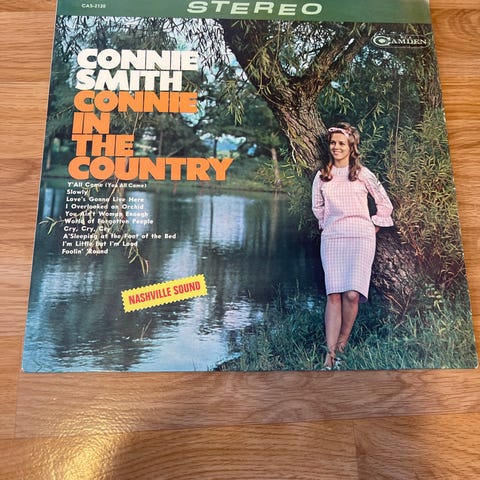 CAS-2120
STEREO
CAMDEN
CONNIE
SMITH
CONNIE
IN
THE
COUNTRY
Y'All Come (You All Come)
Slowly
Love's Gonna Live Here
I Overlooked an Orchid
You Ain't Woman Enough
World of Forgotten People
Cry, Cry, Cry
A'Sleeping at the Foot of the Bed
I'm Little but I'm Loud
Foolin' 'Round
NASHVILLE SOUND